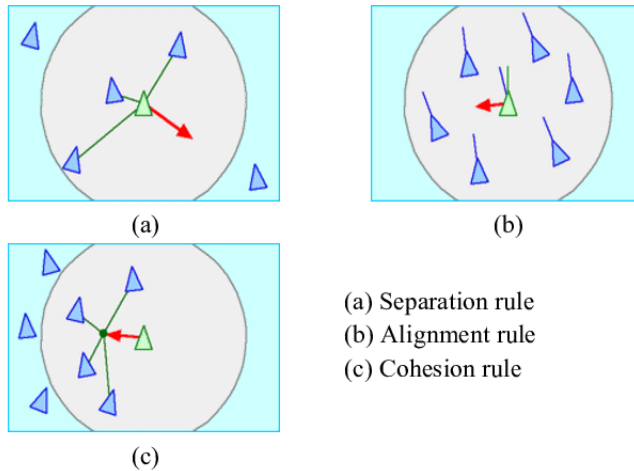 (a)
(b)
(c)
(a) Separation rule
(b) Alignment rule
(c) Cohesion rule